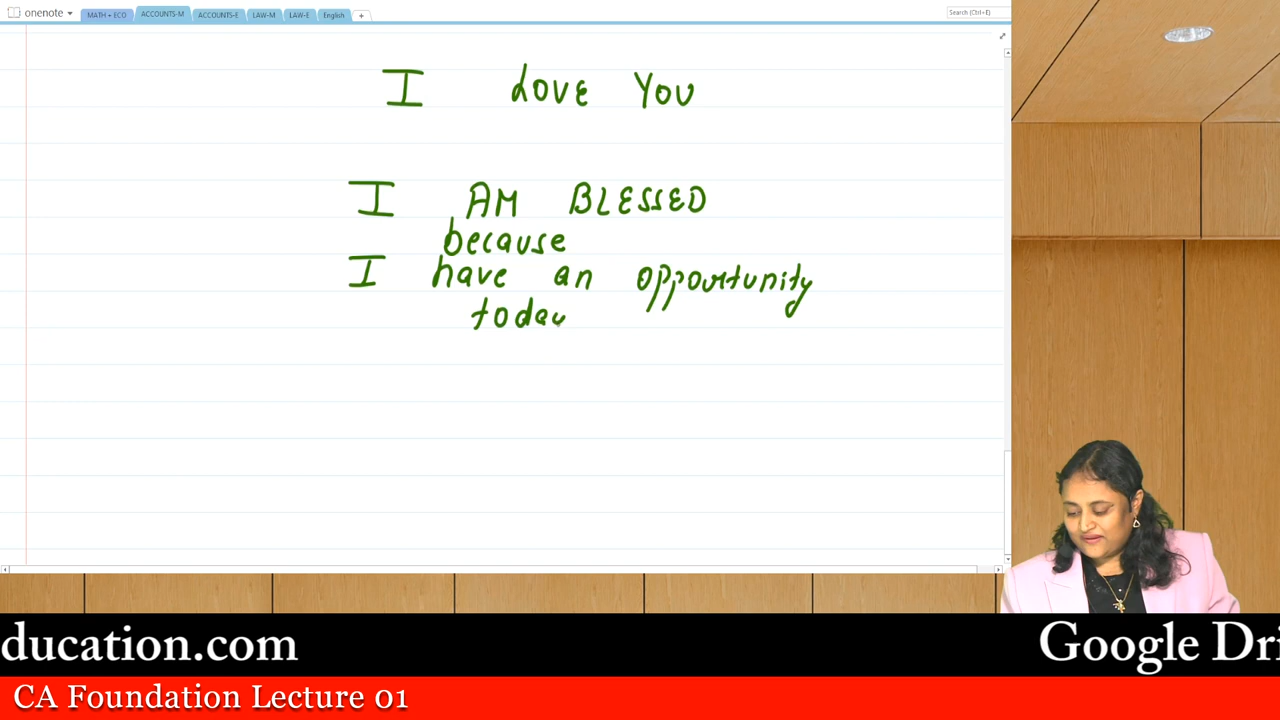 onenote
MATH + ECO ACCOUNTS-M ACCOUNTS-E LAW-M LAW-E English +
Search (Ctrl+E)
I LOVE YOU
I AM BLESSED
because
I have an opportunity
today
ducation.com Google Dri
CA Foundation Lecture 01